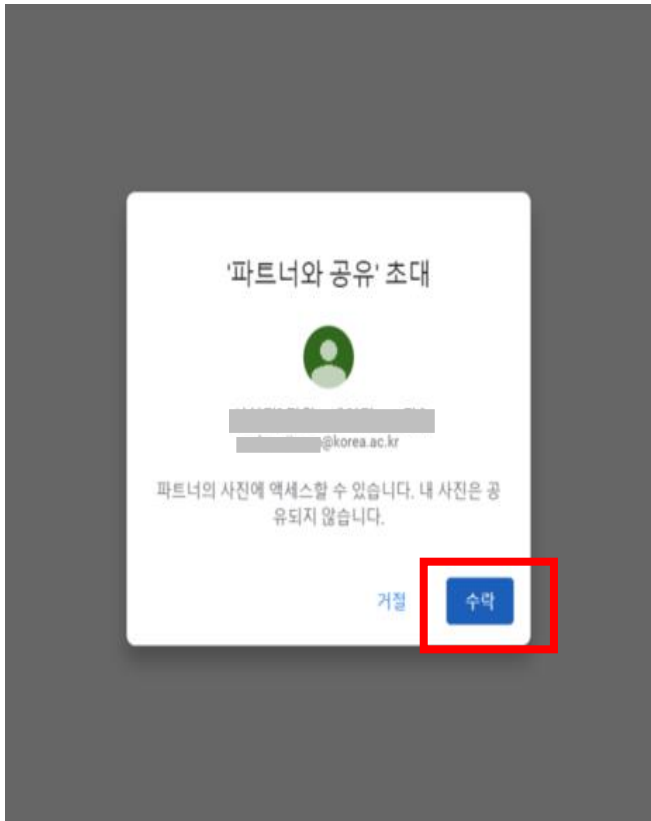 '파트너와 공유' 초대
@korea.ac.kr
파트너의 사진에 액세스할 수 있습니다. 내 사진은 공
유되지 않습니다.
거절
수락